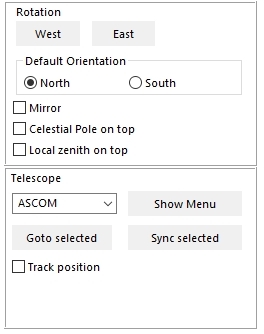 Rotation
West East
Default Orientation
North South
Mirror
Celestial Pole on top
Local zenith on top
Telescope
ASCOM Show Menu
Goto selected Sync selected
Track position